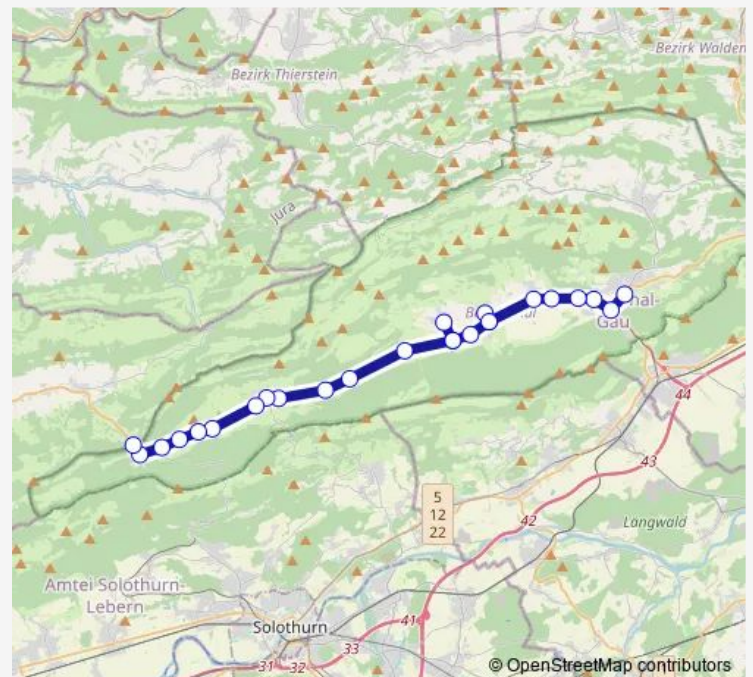 Bezirk Thierstein
Bezirk Walden
Jura
hal-
Gau
44
43
5
12
22
42
Langwald
Amtei Solothurn-
Lebern
41
Solothurn
33
31
32
© OpenStreetMap contributors